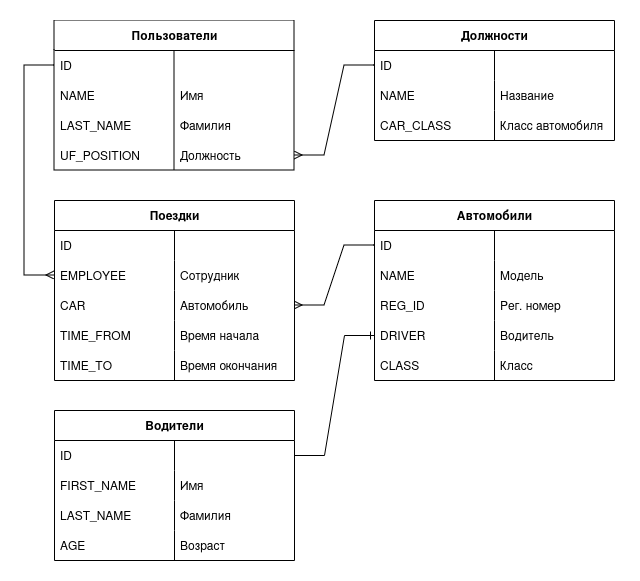 Пользователи
ID
NAME Имя
LAST_NAME Фамилия
UF_POSITION Должность
Должности
ID
NAME Название
CAR_CLASS Класс автомобиля
Поездки
ID
EMPLOYEE Сотрудник
CAR Автомобиль
TIME_FROM Время начала
TIME_TO Время окончания
Автомобили
ID
NAME Модель
REG_ID Рег. номер
DRIVER Водитель
CLASS Класс
Водители
ID
FIRST_NAME Имя
LAST_NAME Фамилия
AGE Возраст